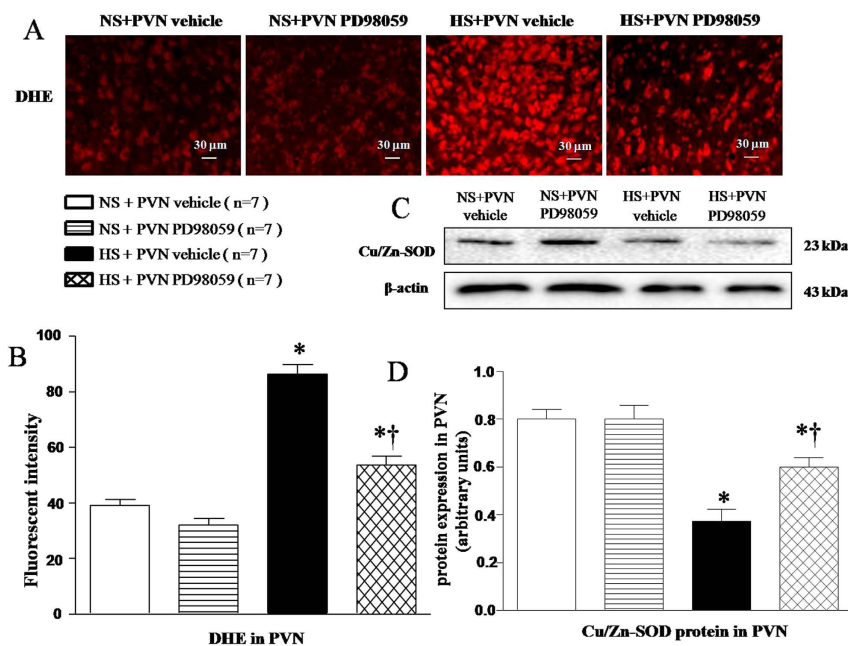 NS+PVN vehicle NS+PVN PD98059 HS+PVN vehicle HS+PVN PD98059
A
DHE
30 μm 30 μm 30 μm 30 μm
NS + PVN vehicle ( n=7 )
NS + PVN PD98059 ( n=7 )
HS + PVN vehicle ( n=7 )
HS + PVN PD98059 ( n=7 )
C
NS+PVN vehicle
NS+PVN PD98059
HS+PVN vehicle
HS+PVN PD98059
Cu/Zn-SOD 23 kDa
β-actin 43 kDa
B
Fluorescent intensity
100
80
60
40
20
0
*
*†
DHE in PVN
D
protein expression in PVN
(arbitrary units)
1.0
0.8
0.6
0.4
0.2
0.0
*
*†
Cu/Zn-SOD protein in PVN